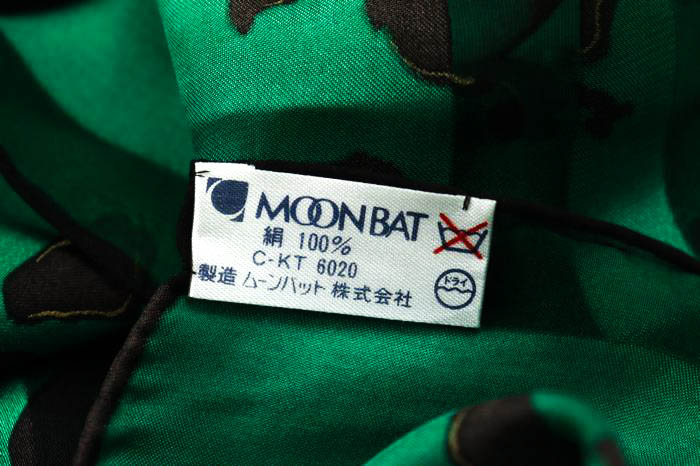 MOONBAT
絹 100%
C-KT 6020
製造 ムーンバット 株式会社
ドライ